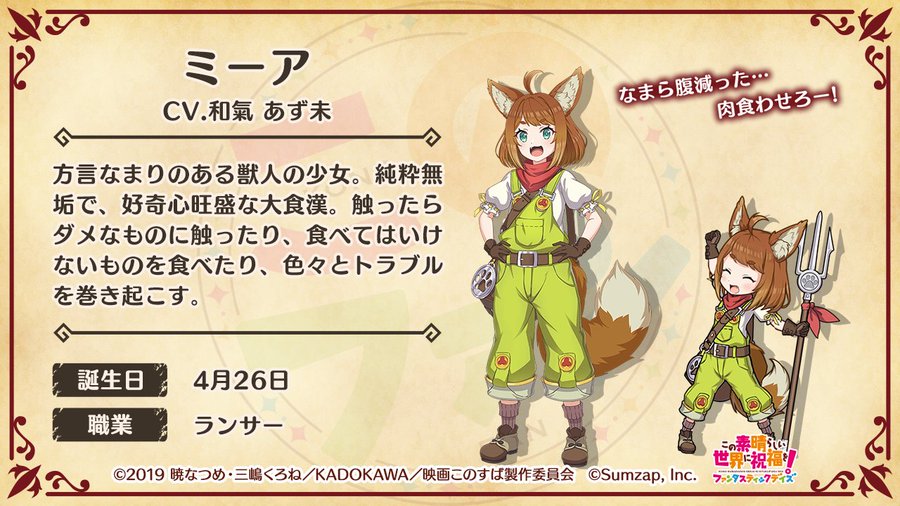 ミーア
CV.和氣 あず未
方言なまりのある獣人の少女。純粋無
垢で、好奇心旺盛な大食漢。触ったら
ダメなものに触ったり、食べてはいけ
ないものを食べたり、色々とトラブル
を巻き起こす。
誕生日 4月26日
職業 ランサー
なまら腹減った…
肉食わせろー!
©2019 暁なつめ・三嶋くろね／KADOKAWA／映画このすば製作委員会 ©Sumzap, Inc.
この素晴らしい
世界に祝福を!
ファンタスティックデイズ